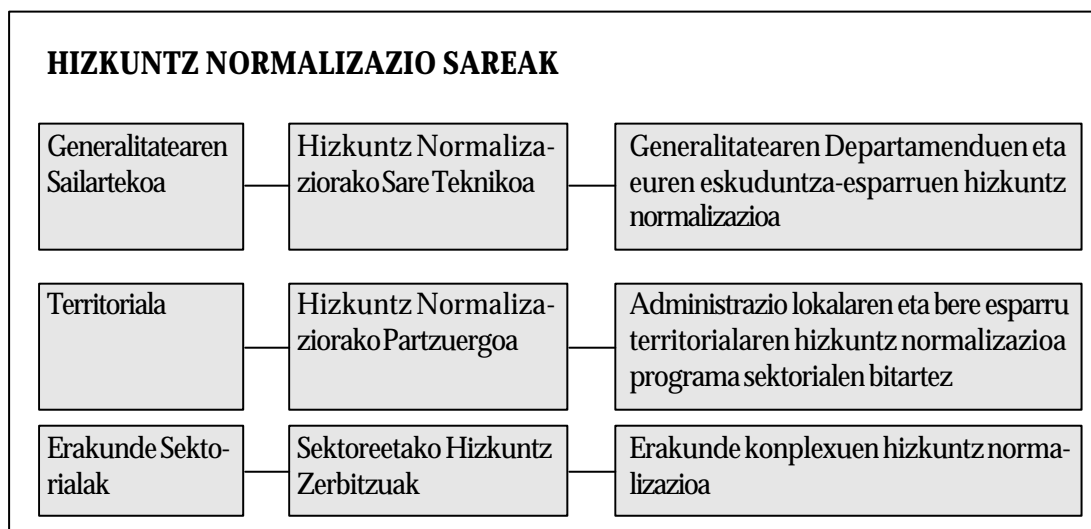 HIZKUNTZ NORMALIZAZIO SAREAK
Generalitatearen
Sailartekoa
Hizkuntz Normaliza-
ziorako Sare Teknikoa
Generalitatearen Departamenduen eta
euren eskuduntza-esparruen hizkuntz
normalizazioa
Territoriala
Hizkuntz Normaliza-
ziorako Partzuergoa
Administrazio lokalaren eta bere esparru
territorialaren hizkuntz normalizazioa
programa sektorialen bitartez
Erakunde Sekto-
rialak
Sektoreetako Hizkuntz
Zerbitzuak
Erakunde konplexuen hizkuntz norma-
lizazioa